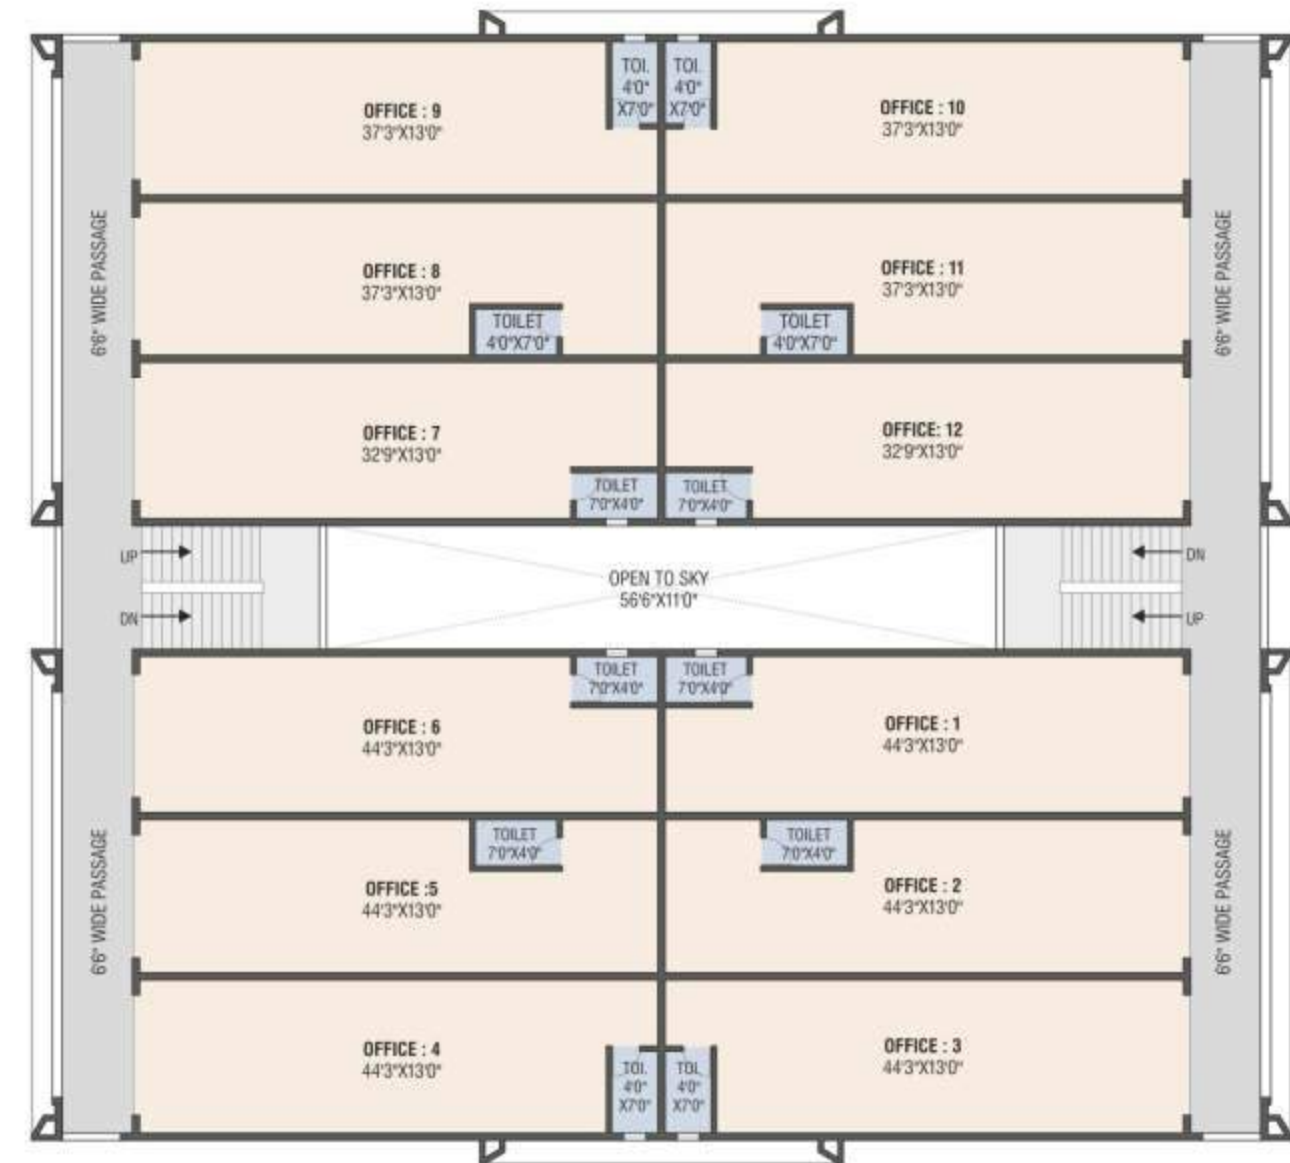 TOI.
4'0"
X7'0"
TOI.
4'0"
X7'0"
OFFICE : 9
37'3"X13'0"
OFFICE : 10
37'3"X13'0"
6'6" WIDE PASSAGE
6'6" WIDE PASSAGE
OFFICE : 8
37'3"X13'0"
OFFICE : 11
37'3"X13'0"
TOILET
4'0"X7'0"
TOILET
4'0"X7'0"
OFFICE : 7
32'9"X13'0"
OFFICE: 12
32'9"X13'0"
TOILET
7'0"X4'0"
TOILET
7'0"X4'0"
UP
DN
OPEN TO SKY
56'6"X11'0"
DN
UP
TOILET
7'0"X4'0"
TOILET
7'0"X4'0"
OFFICE : 6
44'3"X13'0"
OFFICE : 1
44'3"X13'0"
6'6" WIDE PASSAGE
6'6" WIDE PASSAGE
TOILET
7'0"X4'0"
TOILET
7'0"X4'0"
OFFICE :5
44'3"X13'0"
OFFICE : 2
44'3"X13'0"
OFFICE : 4
44'3"X13'0"
OFFICE : 3
44'3"X13'0"
TOI.
4'0"
X7'0"
TOI.
4'0"
X7'0"